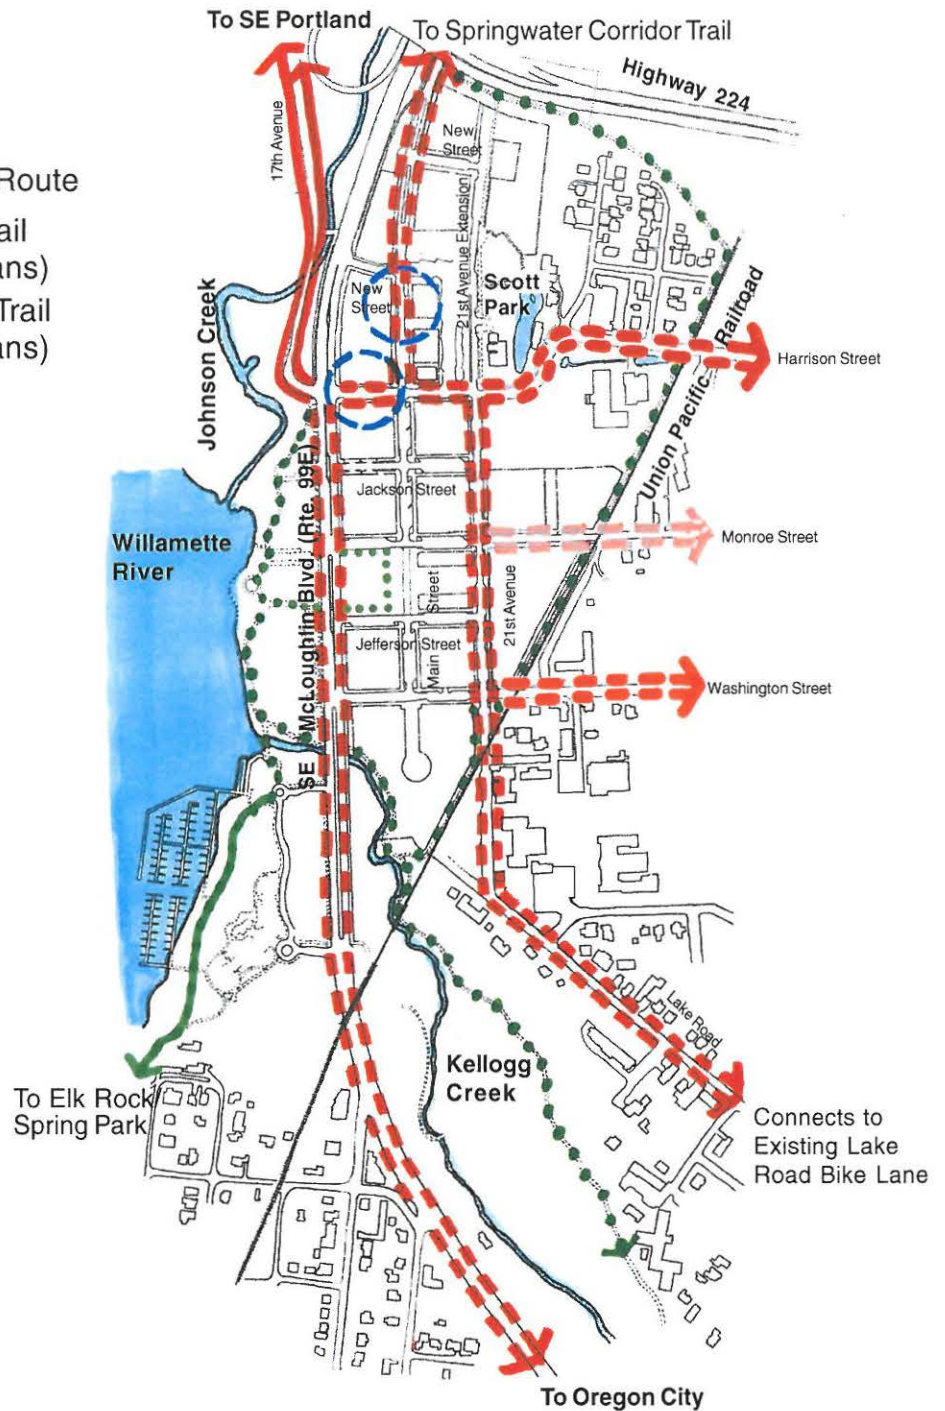 To SE Portland
To Springwater Corridor Trail
Highway 224
17th Avenue
New
Street
Route
ail
ans)
Trail
ans)
21st Avenue Extension
Scott
Park
New
Street
Johnson Creek
Union Pacific Railroad
Harrison Street
SE McLoughlin Blvd. (Rte. 99E)
Jackson Street
Willamette
River
Monroe Street
21st Avenue
Main Street
Jefferson Street
Washington Street
Lake Road
Kellogg
Creek
To Elk Rock
Spring Park
Connects to
Existing Lake
Road Bike Lane
To Oregon City